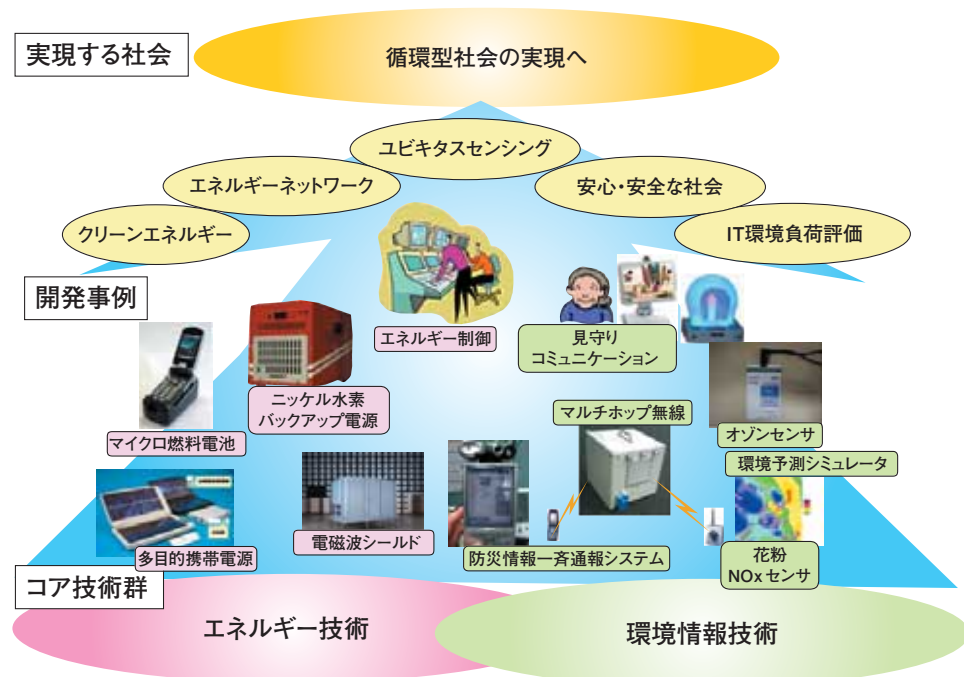 実現する社会
循環型社会の実現へ
ユビキタスセンシング
エネルギーネットワーク
安心・安全な社会
クリーンエネルギー
IT環境負荷評価
開発事例
エネルギー制御
見守り
コミュニケーション
ニッケル水素
バックアップ電源
マイクロ燃料電池
マルチホップ無線
オゾンセンサ
環境予測シミュレータ
多目的携帯電源
電磁波シールド
防災情報一斉通報システム
花粉
NOxセンサ
コア技術群
エネルギー技術
環境情報技術